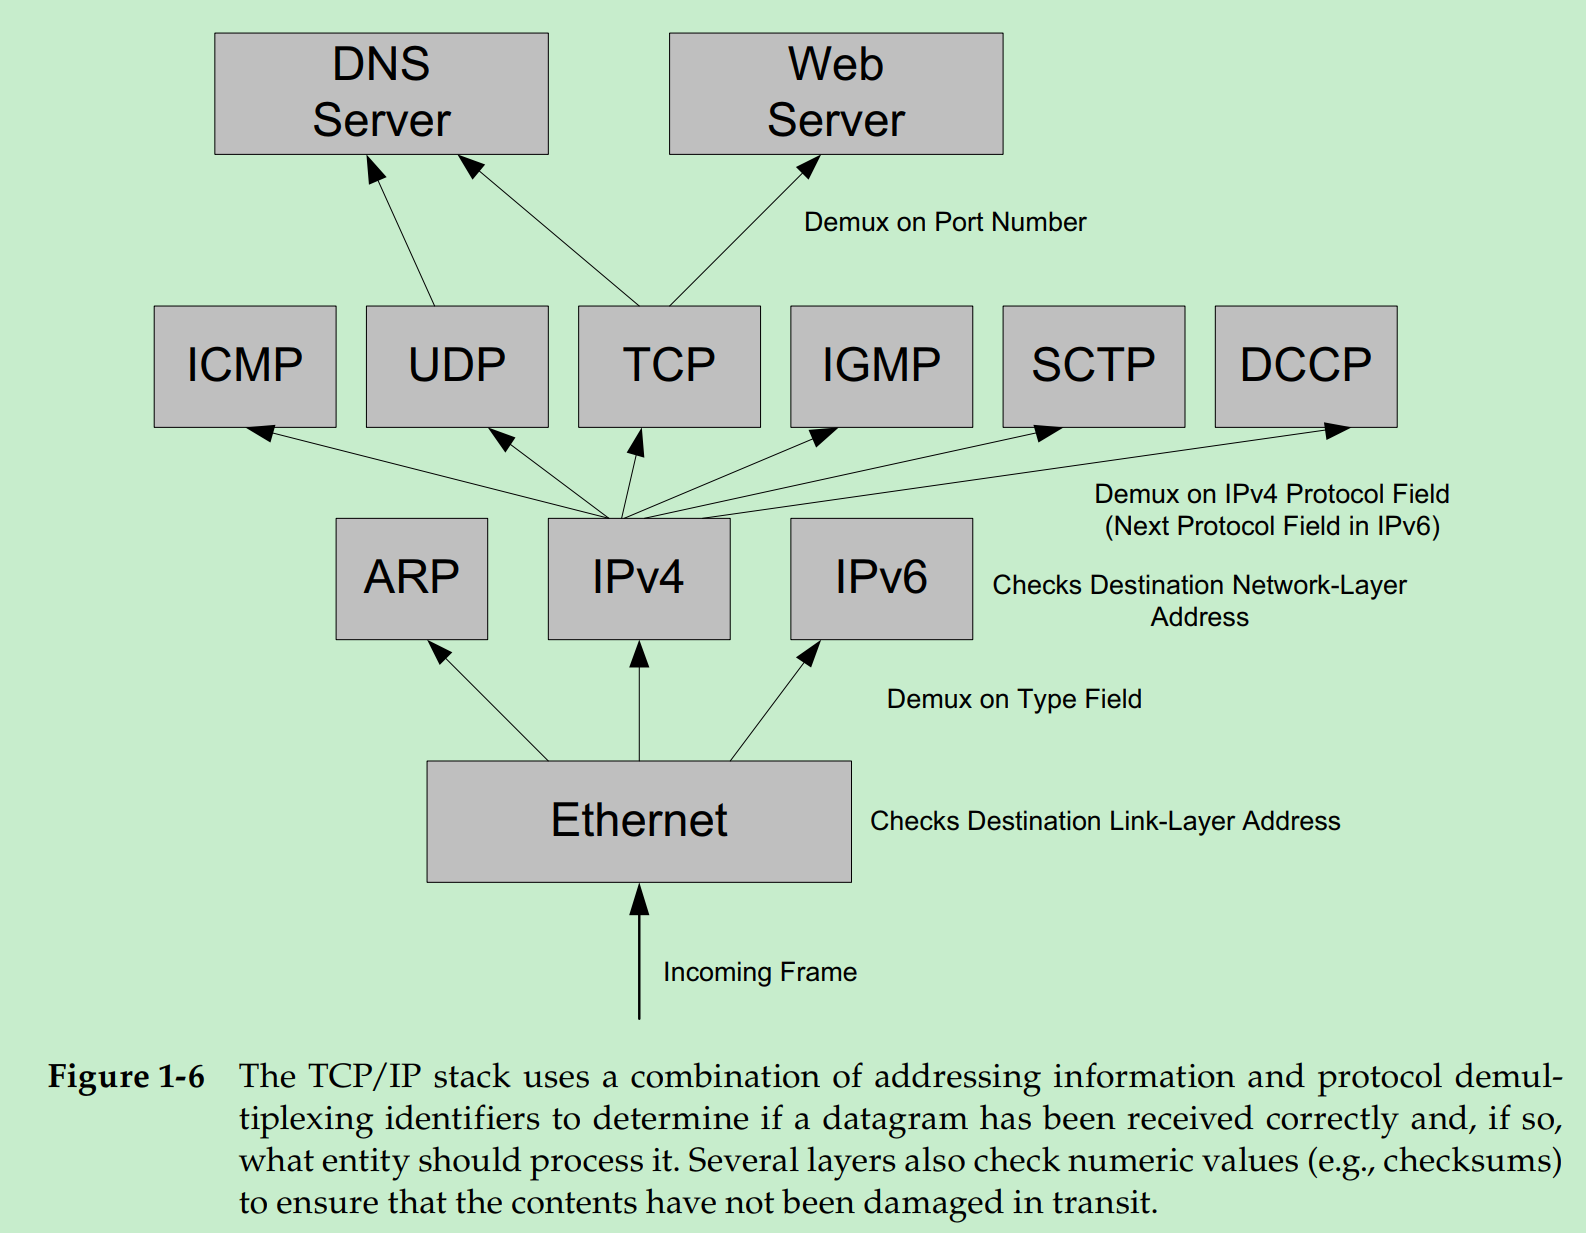 DNS
Server
Web
Server
Demux on Port Number
ICMP
UDP
TCP
IGMP
SCTP
DCCP
Demux on IPv4 Protocol Field
(Next Protocol Field in IPv6)
ARP
IPv4
IPv6
Checks Destination Network-Layer
Address
Demux on Type Field
Ethernet
Checks Destination Link-Layer Address
Incoming Frame
Figure 1-6 The TCP/IP stack uses a combination of addressing information and protocol demul-
tiplexing identifiers to determine if a datagram has been received correctly and, if so,
what entity should process it. Several layers also check numeric values (e.g., checksums)
to ensure that the contents have not been damaged in transit.